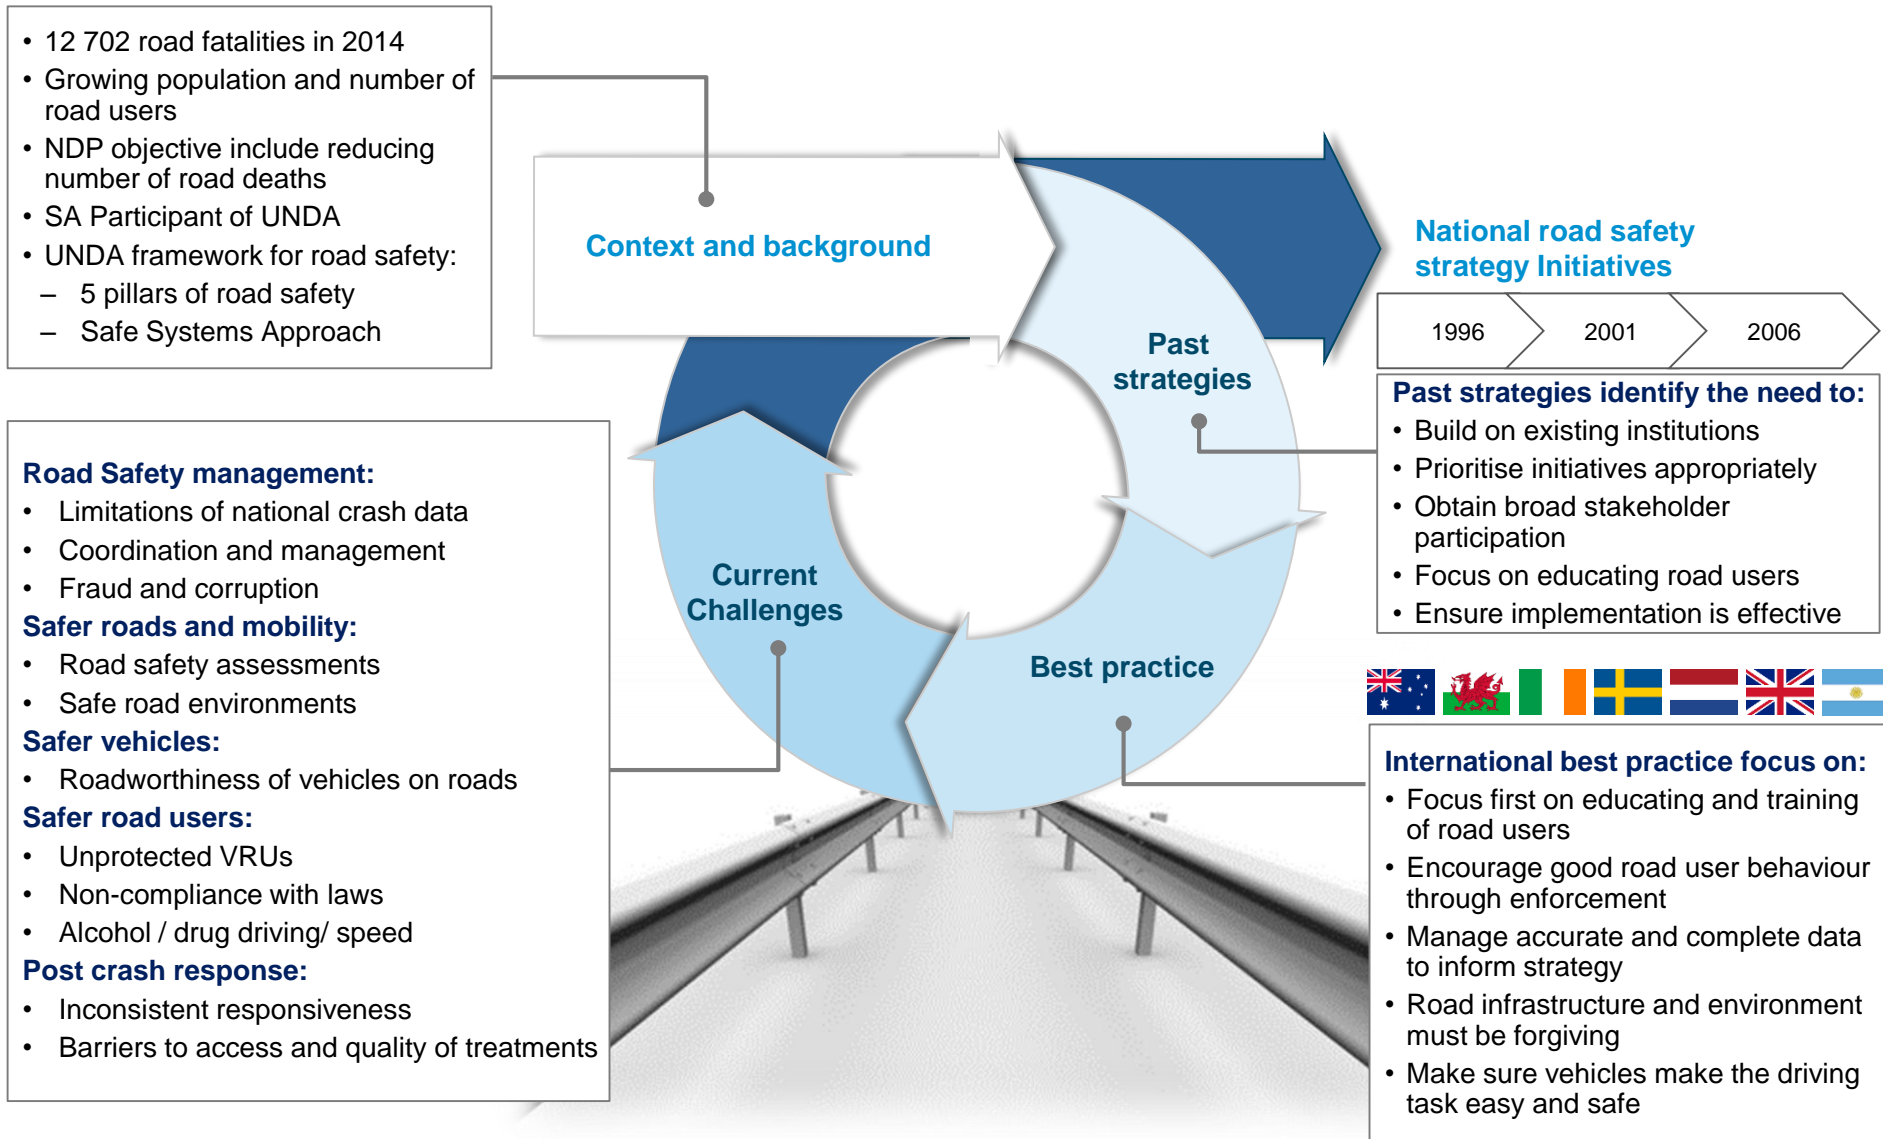 • 12 702 road fatalities in 2014
• Growing population and number of
road users
• NDP objective include reducing
number of road deaths
• SA Participant of UNDA
• UNDA framework for road safety:
– 5 pillars of road safety
– Safe Systems Approach
Context and background
National road safety
strategy Initiatives
1996
2001
2006
Past
strategies
Past strategies identify the need to:
• Build on existing institutions
• Prioritise initiatives appropriately
• Obtain broad stakeholder
participation
• Focus on educating road users
• Ensure implementation is effective
Road Safety management:
• Limitations of national crash data
• Coordination and management
• Fraud and corruption
Safer roads and mobility:
• Road safety assessments
• Safe road environments
Safer vehicles:
• Roadworthiness of vehicles on roads
Safer road users:
• Unprotected VRUs
• Non-compliance with laws
• Alcohol / drug driving/ speed
Post crash response:
• Inconsistent responsiveness
• Barriers to access and quality of treatments
Current
Challenges
Best practice
International best practice focus on:
• Focus first on educating and training
of road users
• Encourage good road user behaviour
through enforcement
• Manage accurate and complete data
to inform strategy
• Road infrastructure and environment
must be forgiving
• Make sure vehicles make the driving
task easy and safe